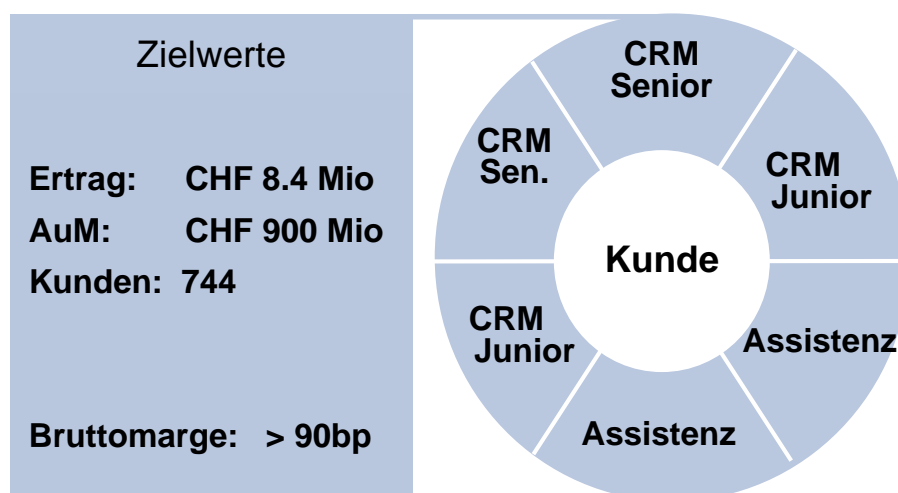 Zielwerte
Ertrag: CHF 8.4 Mio
AuM: CHF 900 Mio
Kunden: 744
Bruttomarge: > 90bp
CRM
Senior
CRM
Sen.
CRM
Junior
Kunde
CRM
Junior
Assistenz
Assistenz